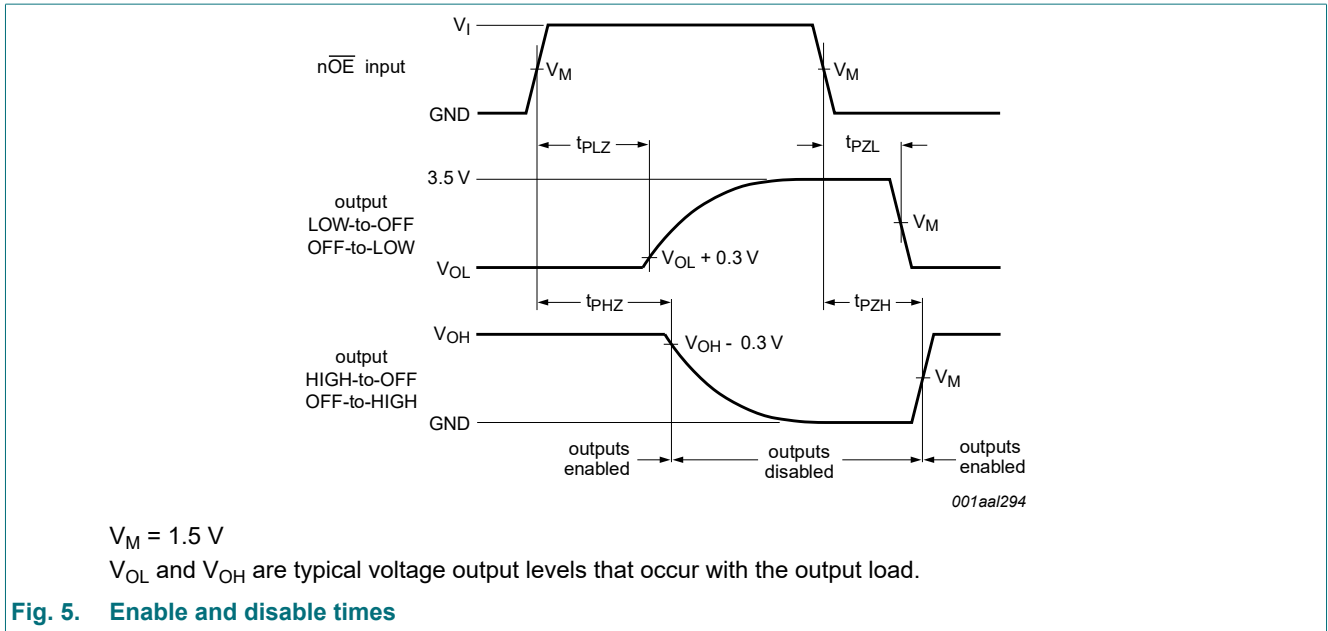 V_I
nOE̅ input
V_M
V_M
GND
t_PLZ
t_PZL
3.5 V
output
LOW-to-OFF
OFF-to-LOW
V_M
V_OL + 0.3 V
V_OL
t_PHZ
t_PZH
V_OH
V_OH - 0.3 V
output
HIGH-to-OFF
OFF-to-HIGH
V_M
GND
outputs
enabled
outputs
disabled
outputs
enabled
001aal294
V_M = 1.5 V
V_OL and V_OH are typical voltage output levels that occur with the output load.
Fig. 5. Enable and disable times